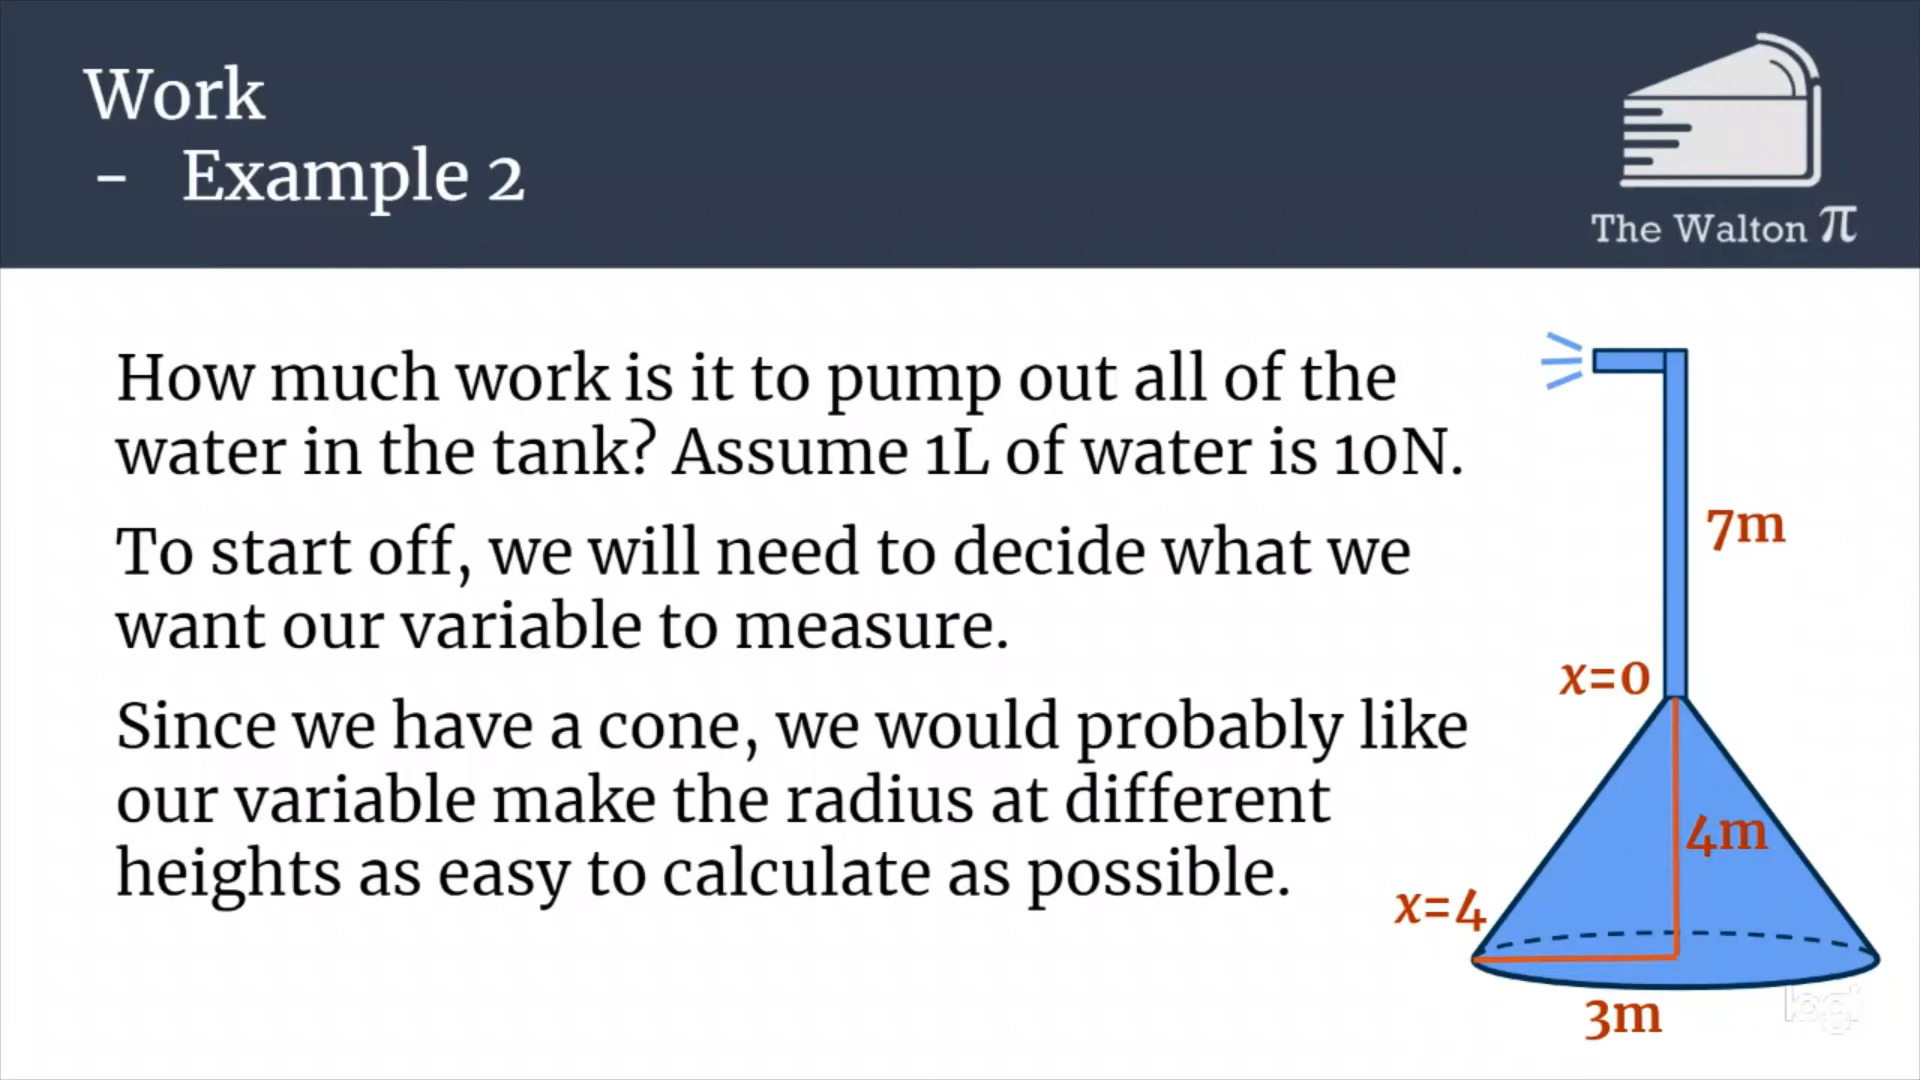 Work
- Example 2
The Walton π
How much work is it to pump out all of the
water in the tank? Assume 1L of water is 10N.
To start off, we will need to decide what we
want our variable to measure.
Since we have a cone, we would probably like
our variable make the radius at different
heights as easy to calculate as possible.
7m
x=0
4m
x=4
3m
logi